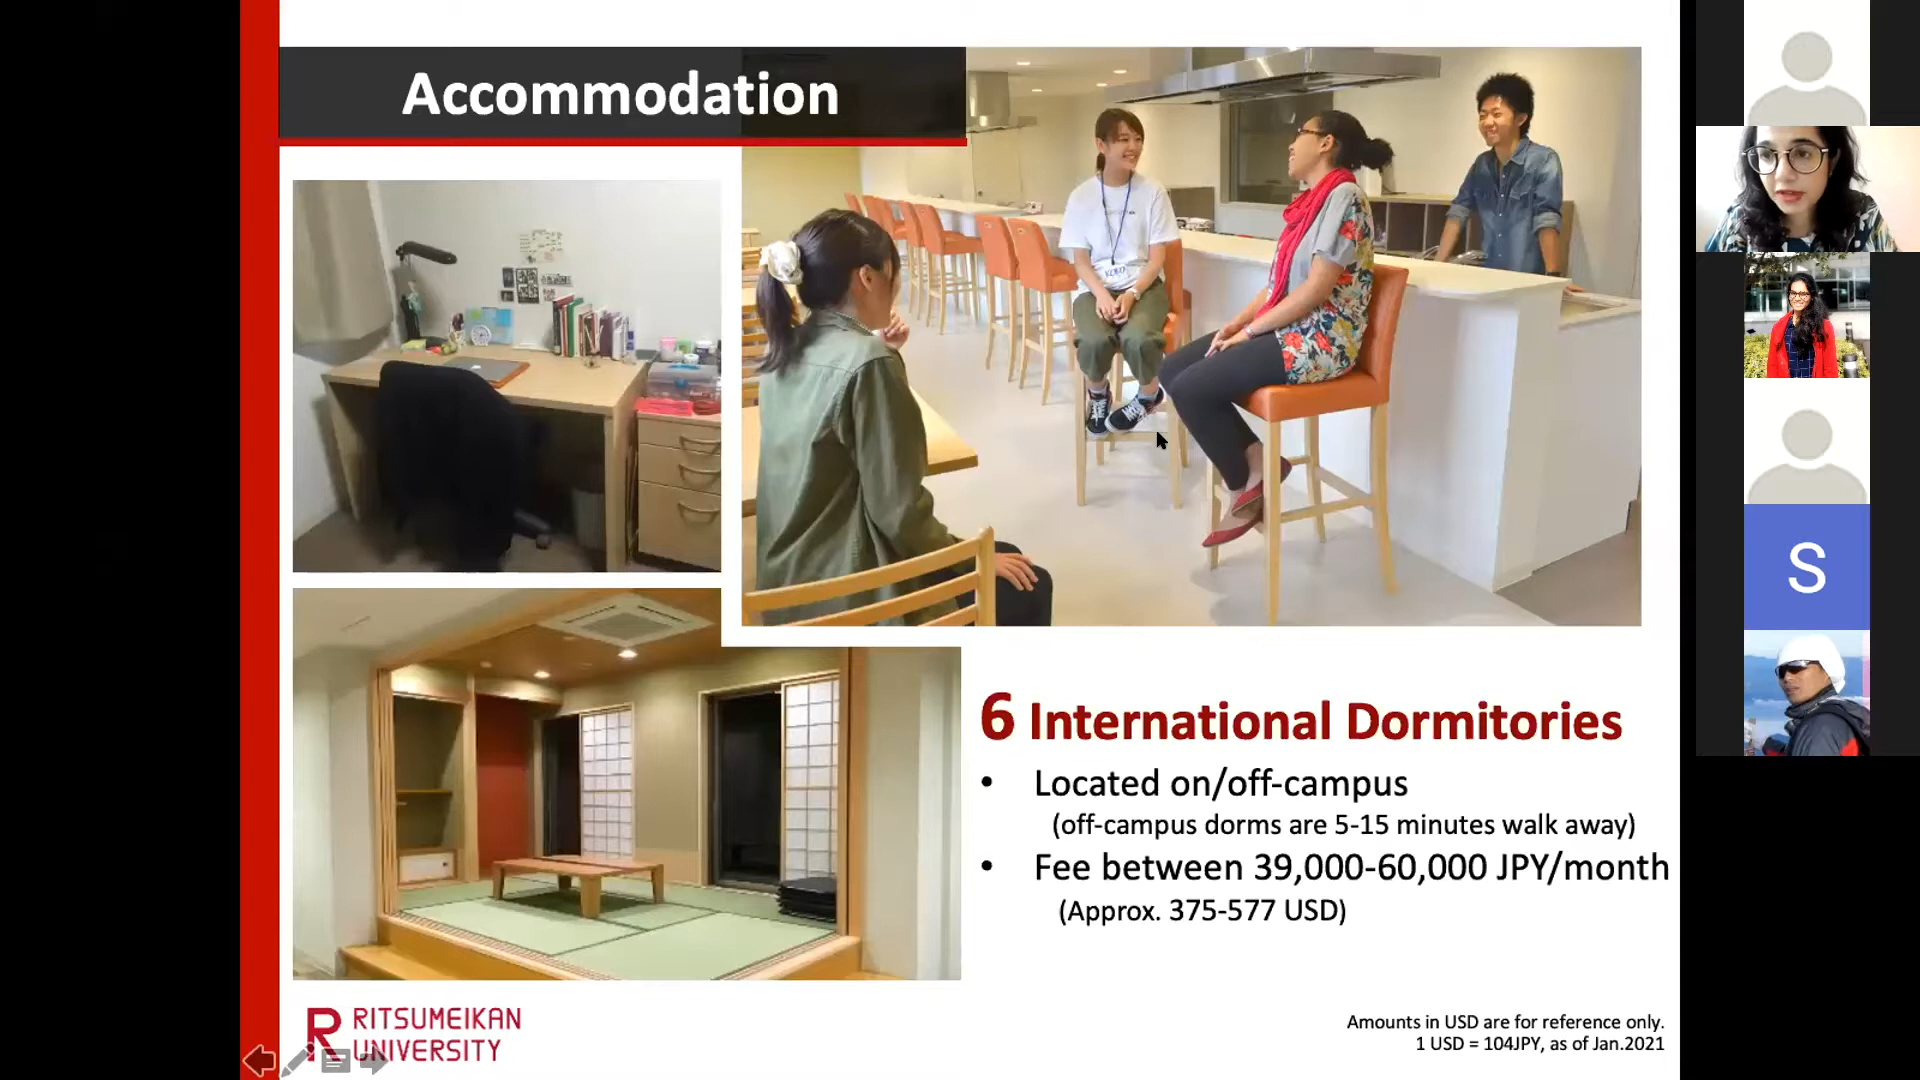 Accommodation
6 International Dormitories
• Located on/off-campus
(off-campus dorms are 5-15 minutes walk away)
• Fee between 39,000-60,000 JPY/month
(Approx. 375-577 USD)
RITSUMEIKAN
UNIVERSITY
Amounts in USD are for reference only.
1 USD = 104JPY, as of Jan.2021
S